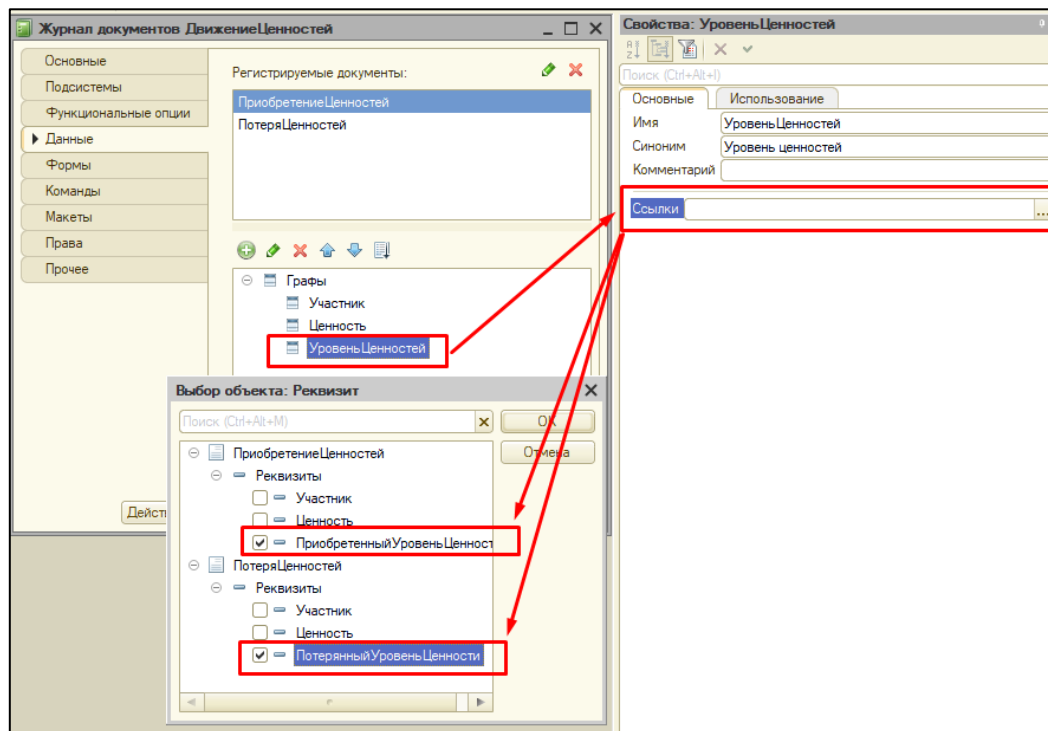 Журнал документов ДвижениеЦенностей
Основные
Подсистемы
Функциональные опции
Данные
Формы
Команды
Макеты
Права
Прочее
Регистрируемые документы:
ПриобретениеЦенностей
ПотеряЦенностей
Графы
Участник
Ценность
УровеньЦенностей
Дейст
Выбор объекта: Реквизит
Поиск (Ctrl+Alt+M)
OK
Отмена
ПриобретениеЦенностей
Реквизиты
Участник
Ценность
ПриобретенныйУровеньЦенност
ПотеряЦенностей
Реквизиты
Участник
Ценность
ПотерянныйУровеньЦенности
Свойства: УровеньЦенностей
Поиск (Ctrl+Alt+I)
Основные Использование
Имя УровеньЦенностей
Синоним Уровень ценностей
Комментарий
Ссылки ...